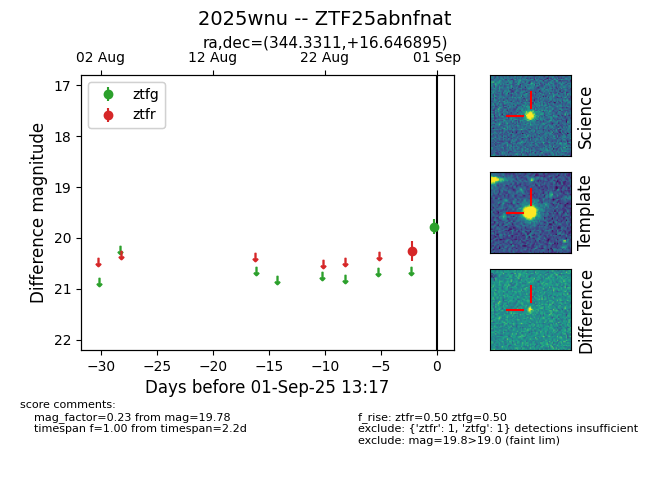 2025wnu -- ZTF25abnfnat
ra,dec=(344.3311,+16.646895)
02 Aug 12 Aug 22 Aug 01 Sep
ztfg
ztfr
17
18
19
20
21
22
Difference magnitude
−30 −25 −20 −15 −10 −5 0
Days before 01-Sep-25 13:17
Science
Template
Difference
score comments:
mag_factor=0.23 from mag=19.78
timespan f=1.00 from timespan=2.2d
f_rise: ztfr=0.50 ztfg=0.50
exclude: {'ztfr': 1, 'ztfg': 1} detections insufficient
exclude: mag=19.8>19.0 (faint lim)